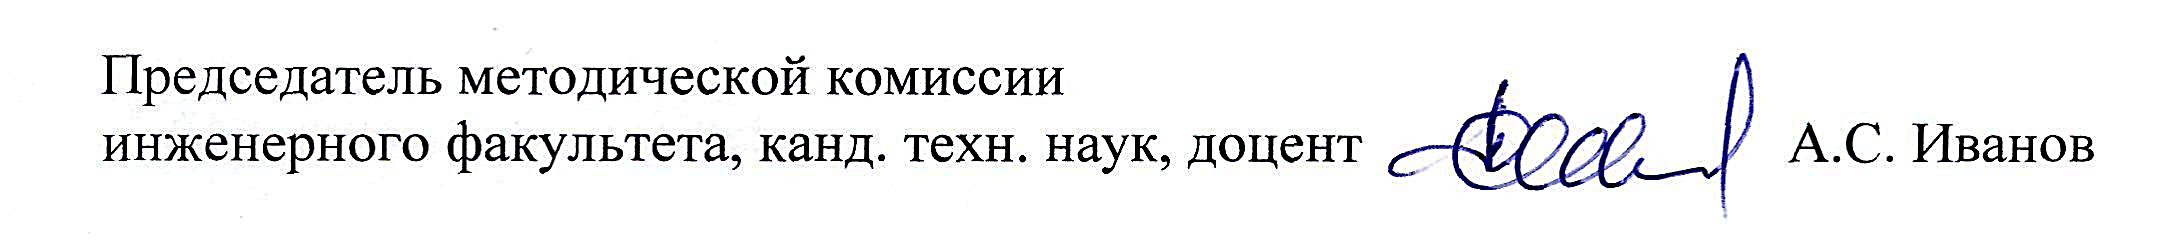 Председатель методической комиссии
инженерного факультета, канд. техн. наук, доцент А.С. Иванов